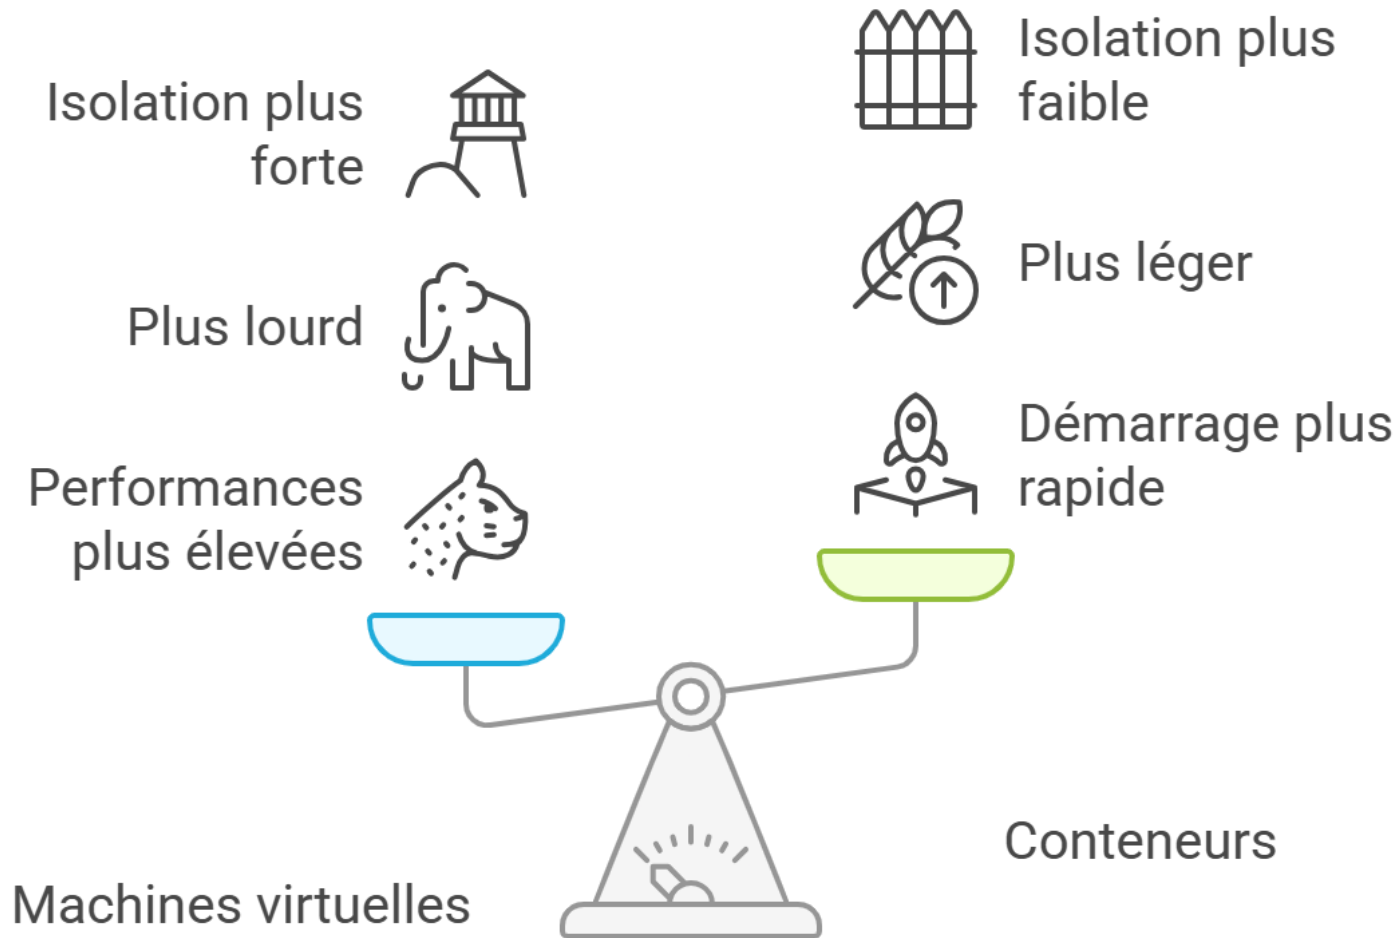 Isolation plus
forte
Plus lourd
Performances
plus élevées
Machines virtuelles
Isolation plus
faible
Plus léger
Démarrage plus
rapide
Conteneurs